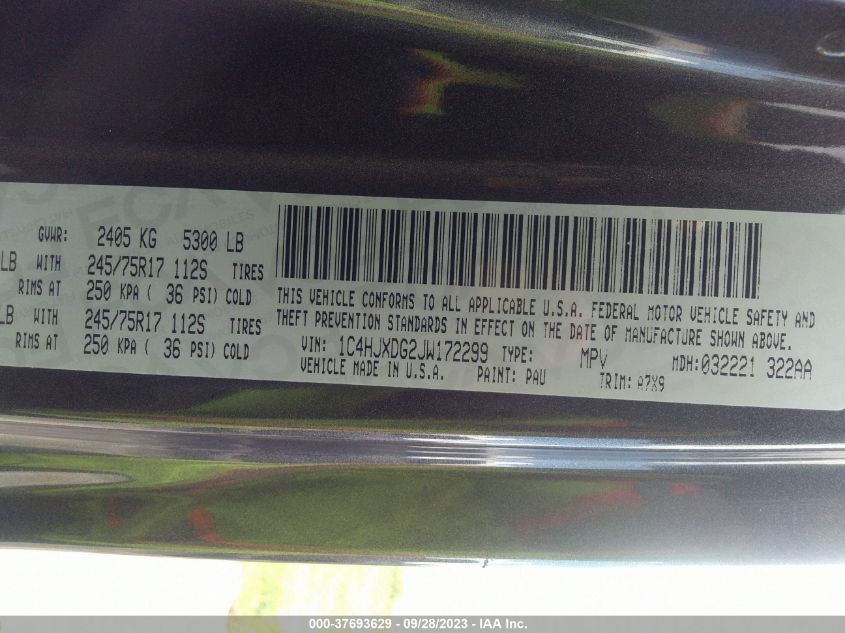 GVWR: 2405 KG 5300 LB
LB WITH 245/75R17 112S TIRES
RIMS AT 250 KPA ( 36 PSI) COLD
LB WITH 245/75R17 112S TIRES
RIMS AT 250 KPA ( 36 PSI) COLD
THIS VEHICLE CONFORMS TO ALL APPLICABLE U.S.A. FEDERAL MOTOR VEHICLE SAFETY AND
THEFT PREVENTION STANDARDS IN EFFECT ON THE DATE OF MANUFACTURE SHOWN ABOVE.
VIN: 1C4HJXDG2JW172299 TYPE: MPV MDH: 032221 322AA
VEHICLE MADE IN U.S.A. PAINT: PAU TRIM: A7X9
000-37693629 - 09/28/2023 - IAA Inc.